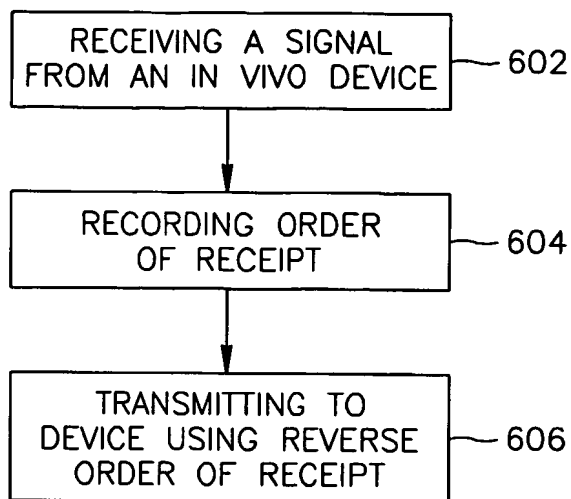 RECEIVING A SIGNAL
FROM AN IN VIVO DEVICE
602
RECORDING ORDER
OF RECEIPT
604
TRANSMITTING TO
DEVICE USING REVERSE
ORDER OF RECEIPT
606